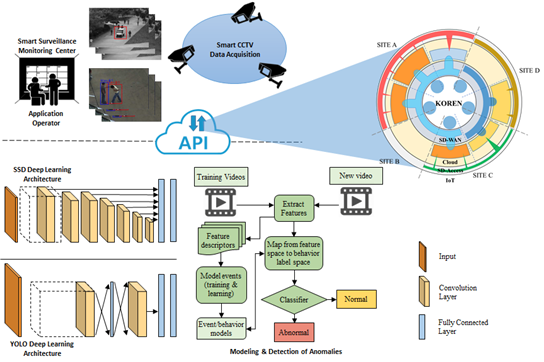 Smart Surveillance
Monitoring Center
Application
Operator
Smart CCTV
Data Acquisition
API
SITE A
SITE D
KOREN
SD-WAN
Cloud
SD-Access
IoT
SITE B
SITE C
SSD Deep Learning
Architecture
YOLO Deep Learning
Architecture
Training Videos
New video
Extract
Features
Feature
descriptors
Map from feature
space to behavior
label space
Model events
(training &
learning)
Classifier
Normal
Event/behavior
models
Abnormal
Modeling & Detection of Anomalies
Input
Convolution
Layer
Fully Connected
Layer